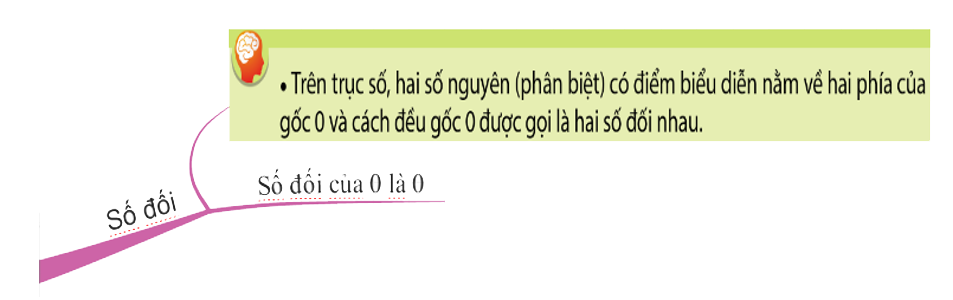 • Trên trục số, hai số nguyên (phân biệt) có điểm biểu diễn nằm về hai phía của
gốc 0 và cách đều gốc 0 được gọi là hai số đối nhau.
Số đối của 0 là 0
Số đối